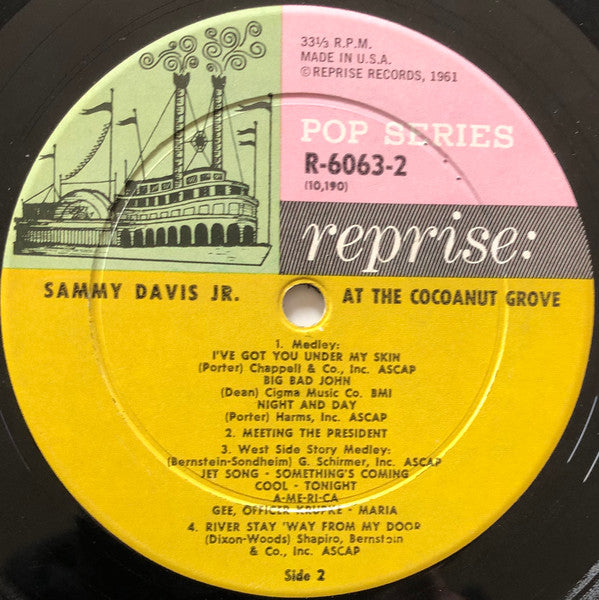 33⅓ R.P.M.
MADE IN U.S.A.
©REPRISE RECORDS, 1961
POP SERIES
R-6063-2
(10,190)
reprise:
SAMMY DAVIS JR.
AT THE COCOANUT GROVE
1. Medley:
I'VE GOT YOU UNDER MY SKIN
(Porter) Chappell & Co., Inc. ASCAP
BIG BAD JOHN
(Dean) Cigma Music Co. BMI
NIGHT AND DAY
(Porter) Harms, Inc. ASCAP
2. MEETING THE PRESIDENT
3. West Side Story Medley:
(Bernstein-Sondheim) G. Schirmer, Inc. ASCAP
JET SONG - SOMETHING'S COMING
COOL - TONIGHT
A-ME-RI-CA
GEE, OFFICER KRUPKE - MARIA
4. RIVER STAY 'WAY FROM MY DOOR
(Dixon-Woods) Shapiro, Bernstein
& Co., Inc. ASCAP
Side 2